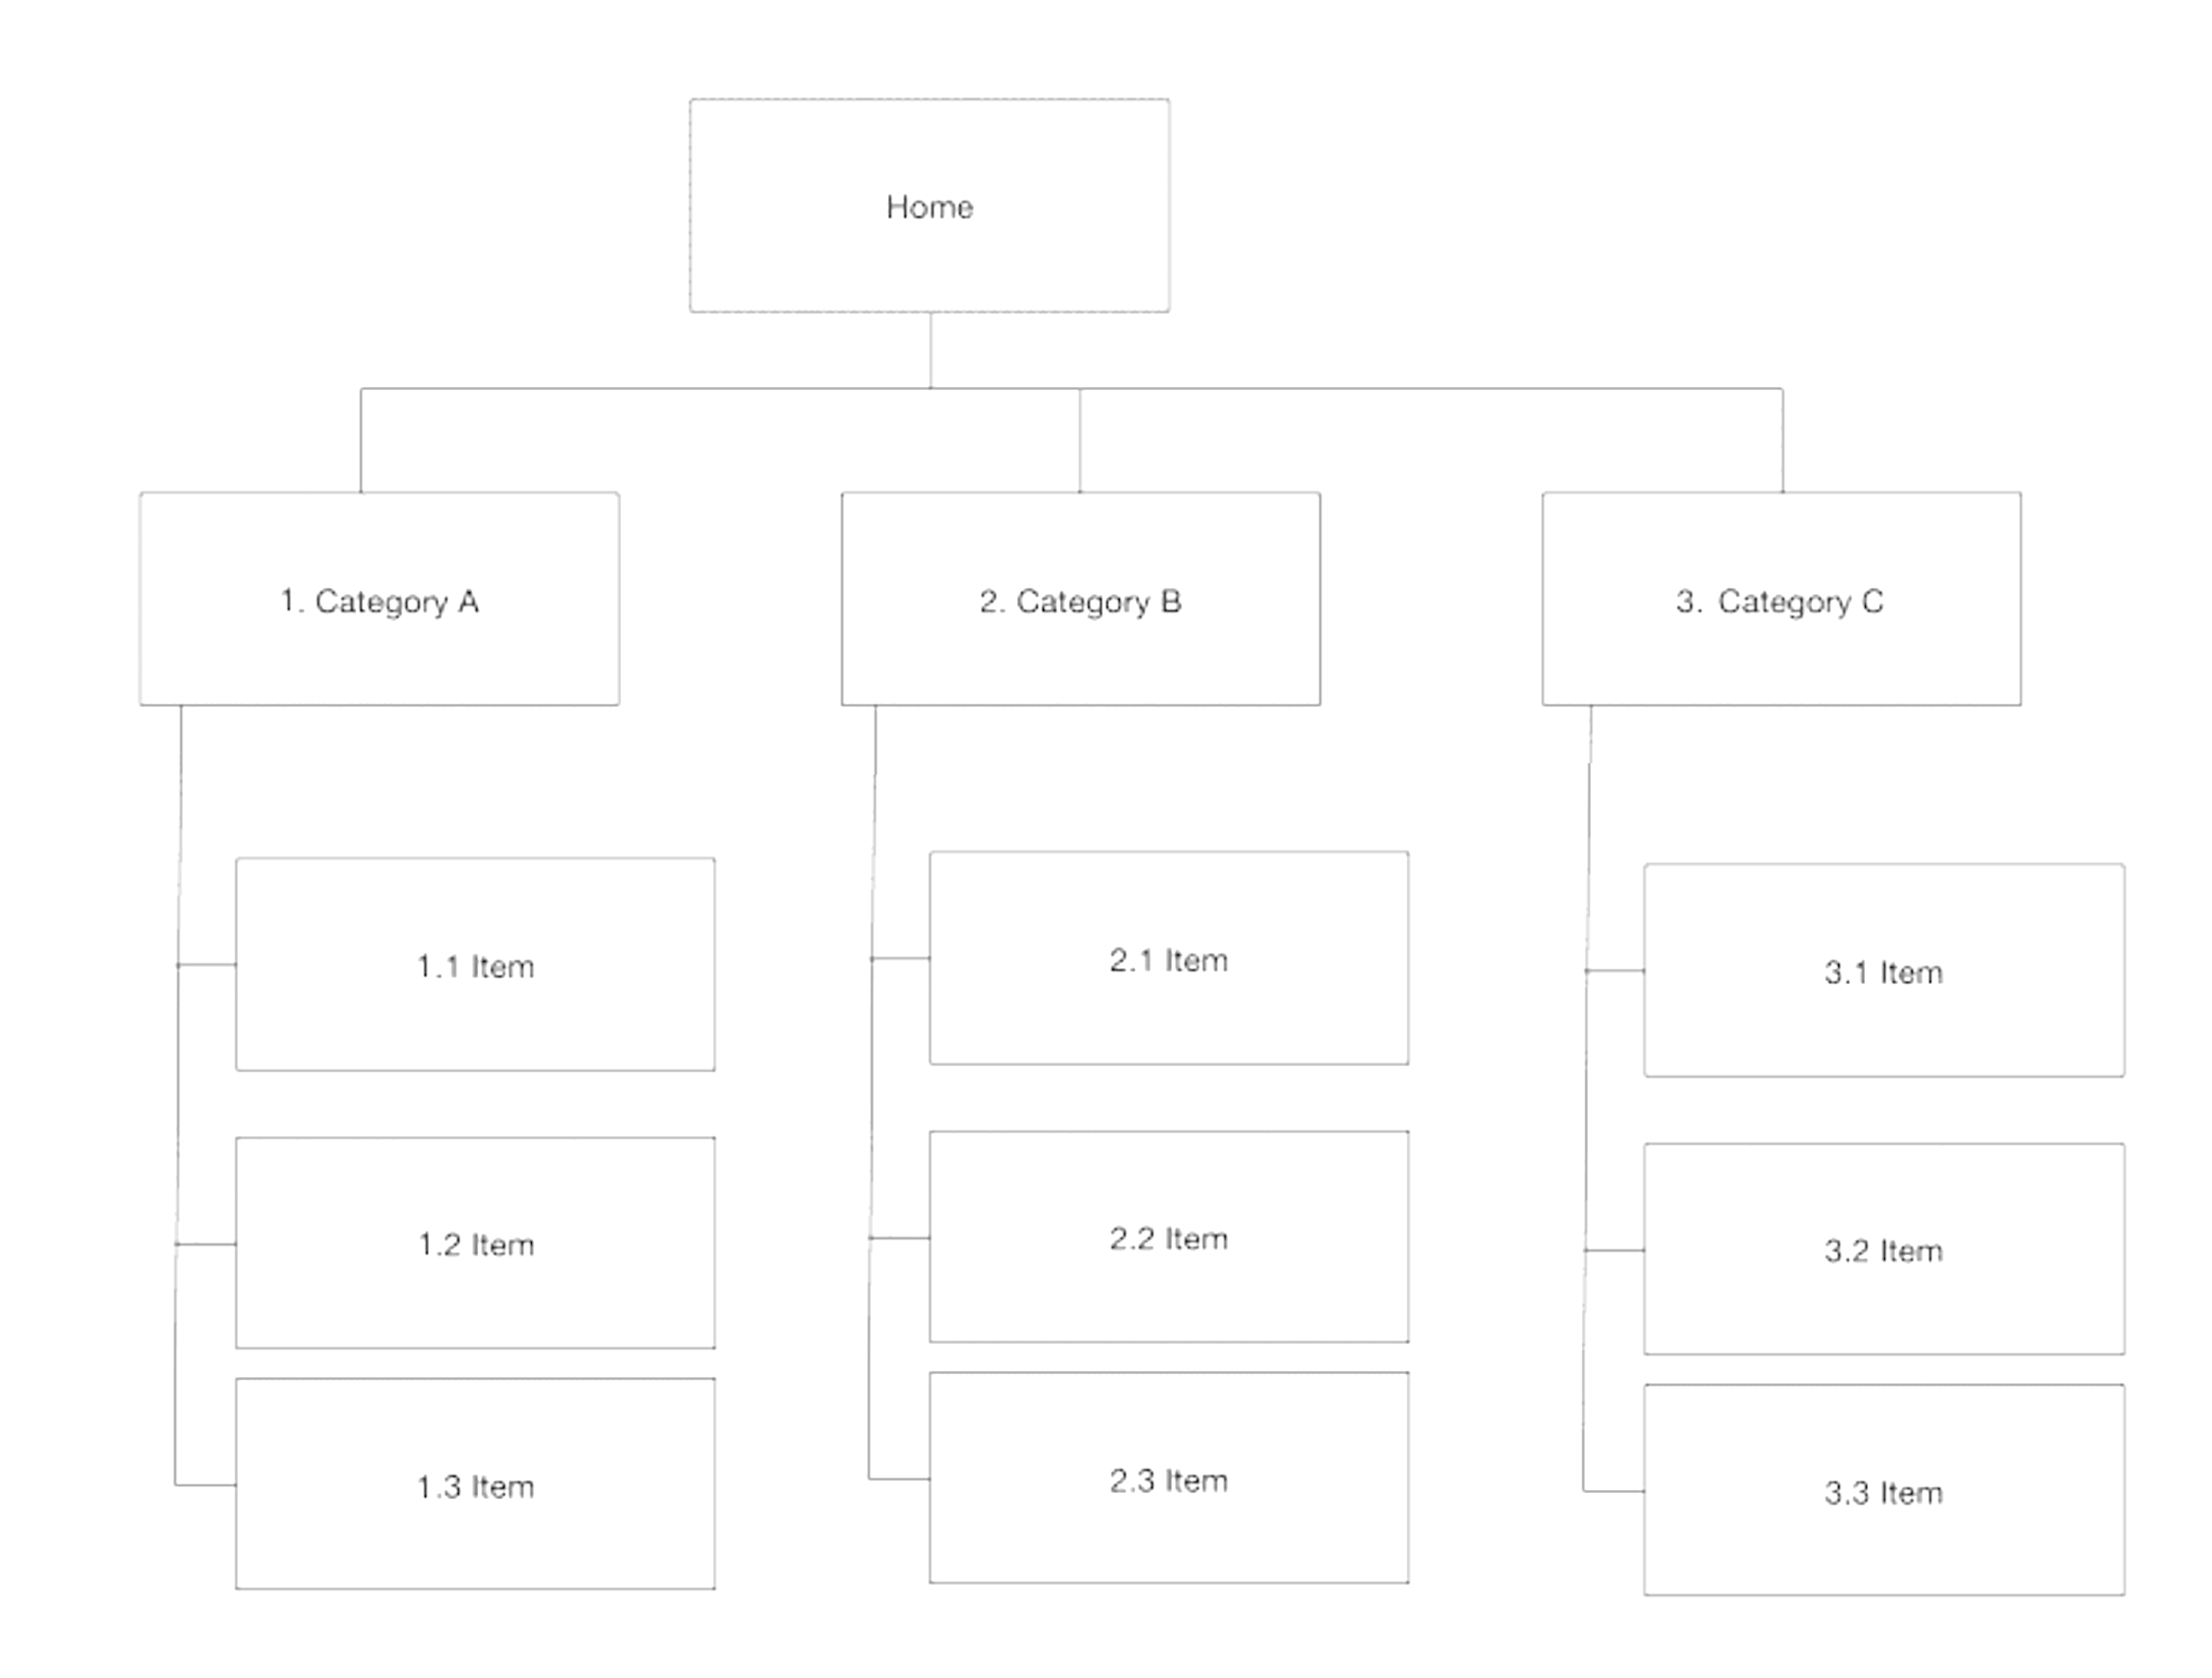 Home
1. Category A
2. Category B
3. Category C
1.1 Item
2.1 Item
3.1 Item
1.2 Item
2.2 Item
3.2 Item
1.3 Item
2.3 Item
3.3 Item